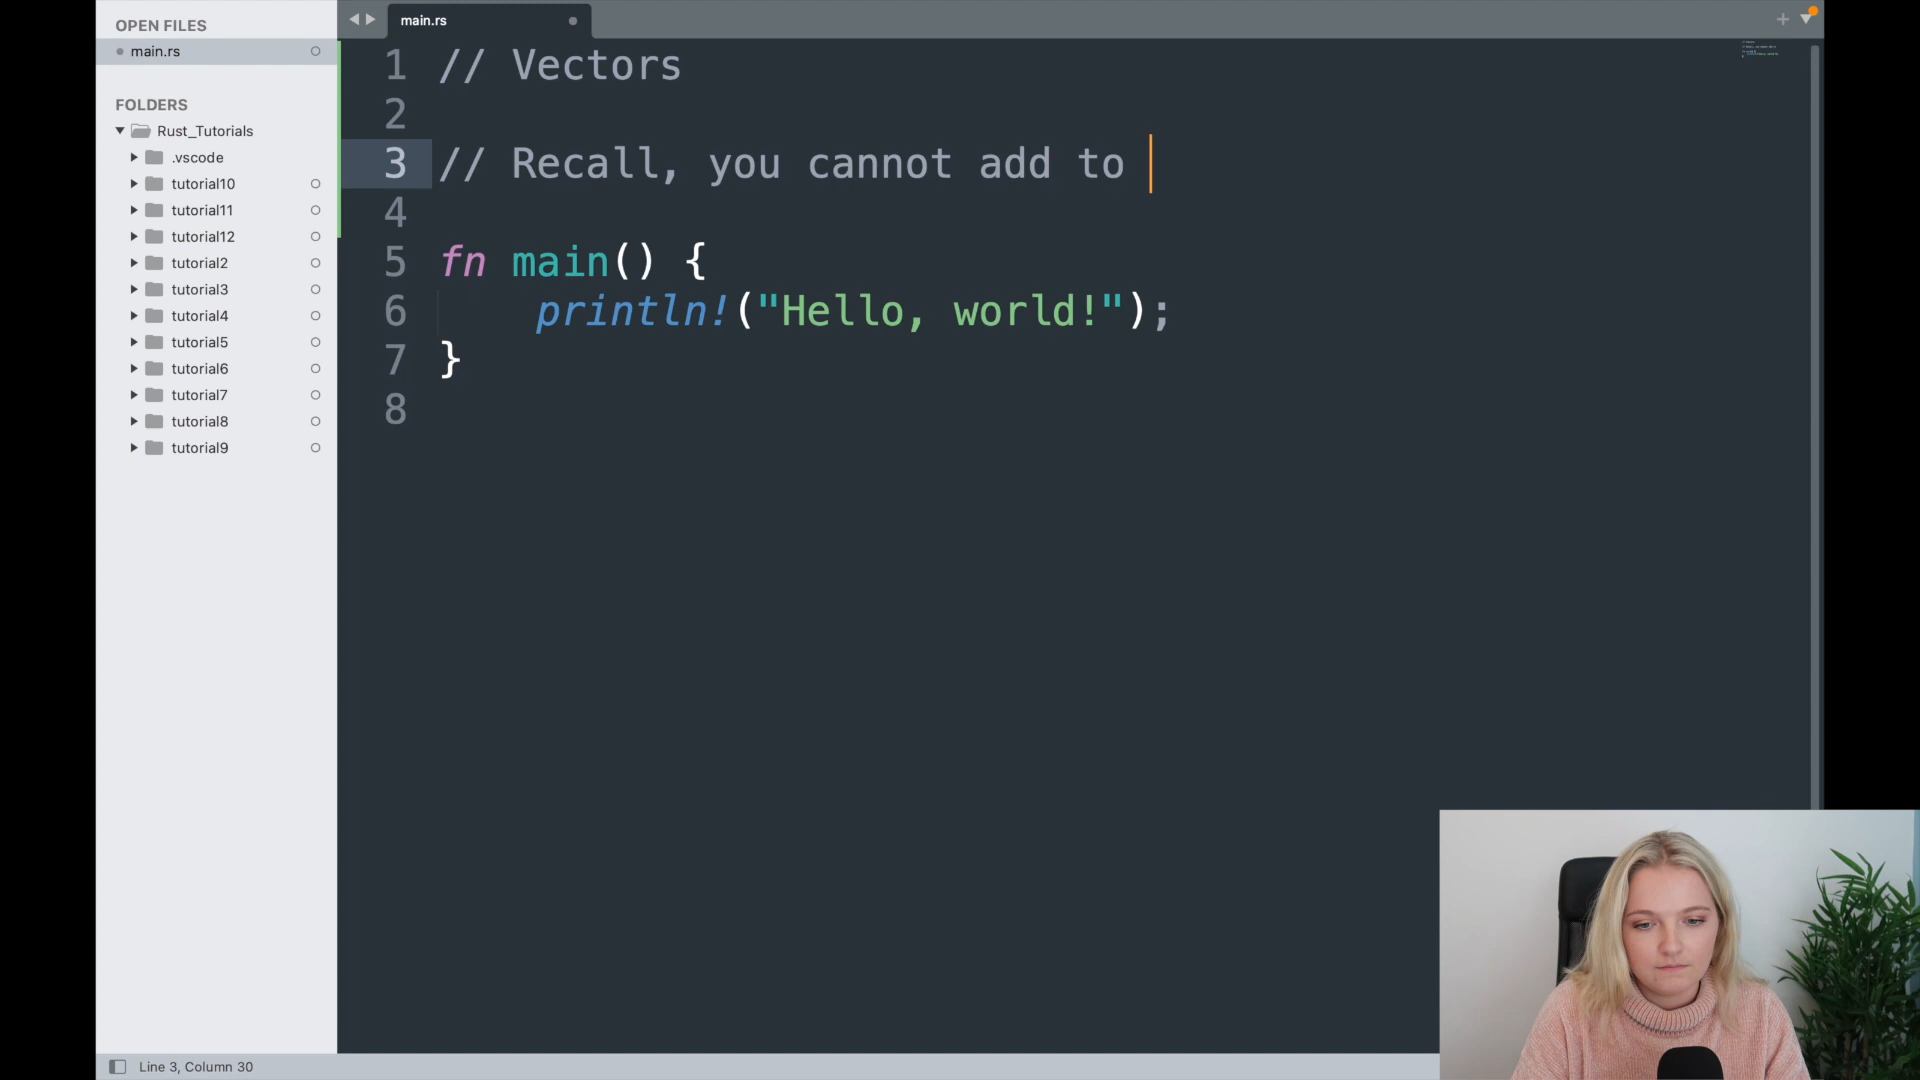 OPEN FILES
main.rs
FOLDERS
Rust_Tutorials
.vscode
tutorial10
tutorial11
tutorial12
tutorial2
tutorial3
tutorial4
tutorial5
tutorial6
tutorial7
tutorial8
tutorial9
main.rs
1 // Vectors
2
3 // Recall, you cannot add to
4
5 fn main() {
6 println!("Hello, world!");
7 }
8
Line 3, Column 30